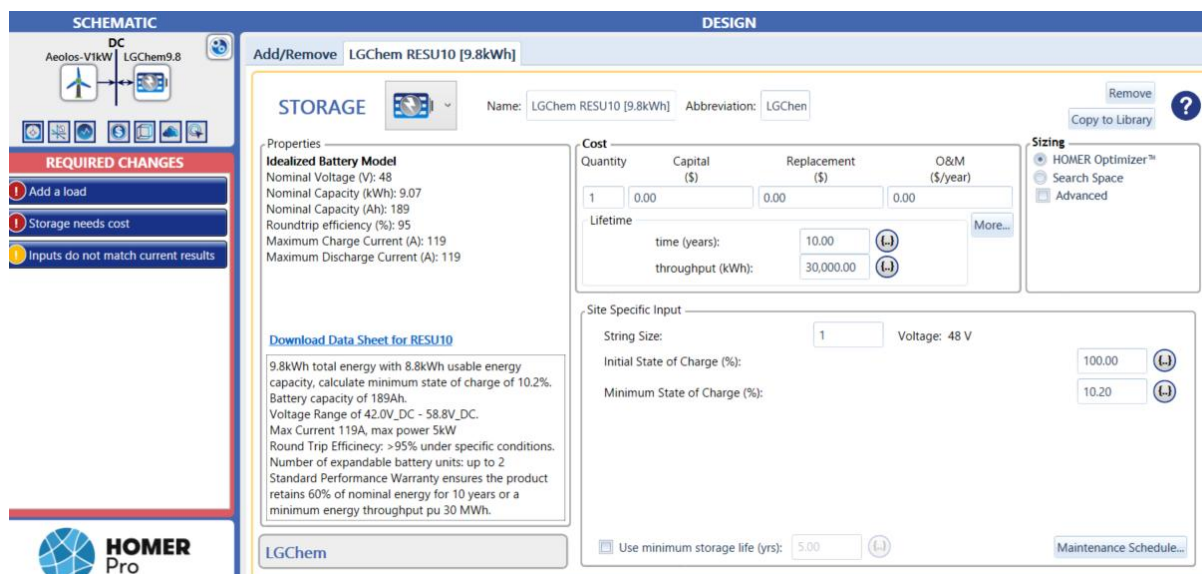 SCHEMATIC
DC
Aeolos-V1kW LGChem9.8
REQUIRED CHANGES
Add a load
Storage needs cost
Inputs do not match current results
HOMER
Pro
DESIGN
Add/Remove LGChem RESU10 [9.8kWh]
STORAGE Name: LGChem RESU10 [9.8kWh] Abbreviation: LGChen
Remove
Copy to Library
?
Properties
Idealized Battery Model
Nominal Voltage (V): 48
Nominal Capacity (kWh): 9.07
Nominal Capacity (Ah): 189
Roundtrip efficiency (%): 95
Maximum Charge Current (A): 119
Maximum Discharge Current (A): 119
Download Data Sheet for RESU10
9.8kWh total energy with 8.8kWh usable energy
capacity, calculate minimum state of charge of 10.2%.
Battery capacity of 189Ah.
Voltage Range of 42.0V_DC - 58.8V_DC.
Max Current 119A, max power 5kW
Round Trip Efficinecy: >95% under specific conditions.
Number of expandable battery units: up to 2
Standard Performance Warranty ensures the product
retains 60% of nominal energy for 10 years or a
minimum energy throughput pu 30 MWh.
LGChem
Cost
Quantity Capital Replacement O&M
($) ($) ($/year)
1 0.00 0.00 0.00
Lifetime More...
time (years): 10.00 {..}
throughput (kWh): 30,000.00 {..}
Sizing
HOMER Optimizer™
Search Space
Advanced
Site Specific Input
String Size: 1 Voltage: 48 V
Initial State of Charge (%): 100.00 {..}
Minimum State of Charge (%): 10.20 {..}
Use minimum storage life (yrs): 5.00 {..} Maintenance Schedule...